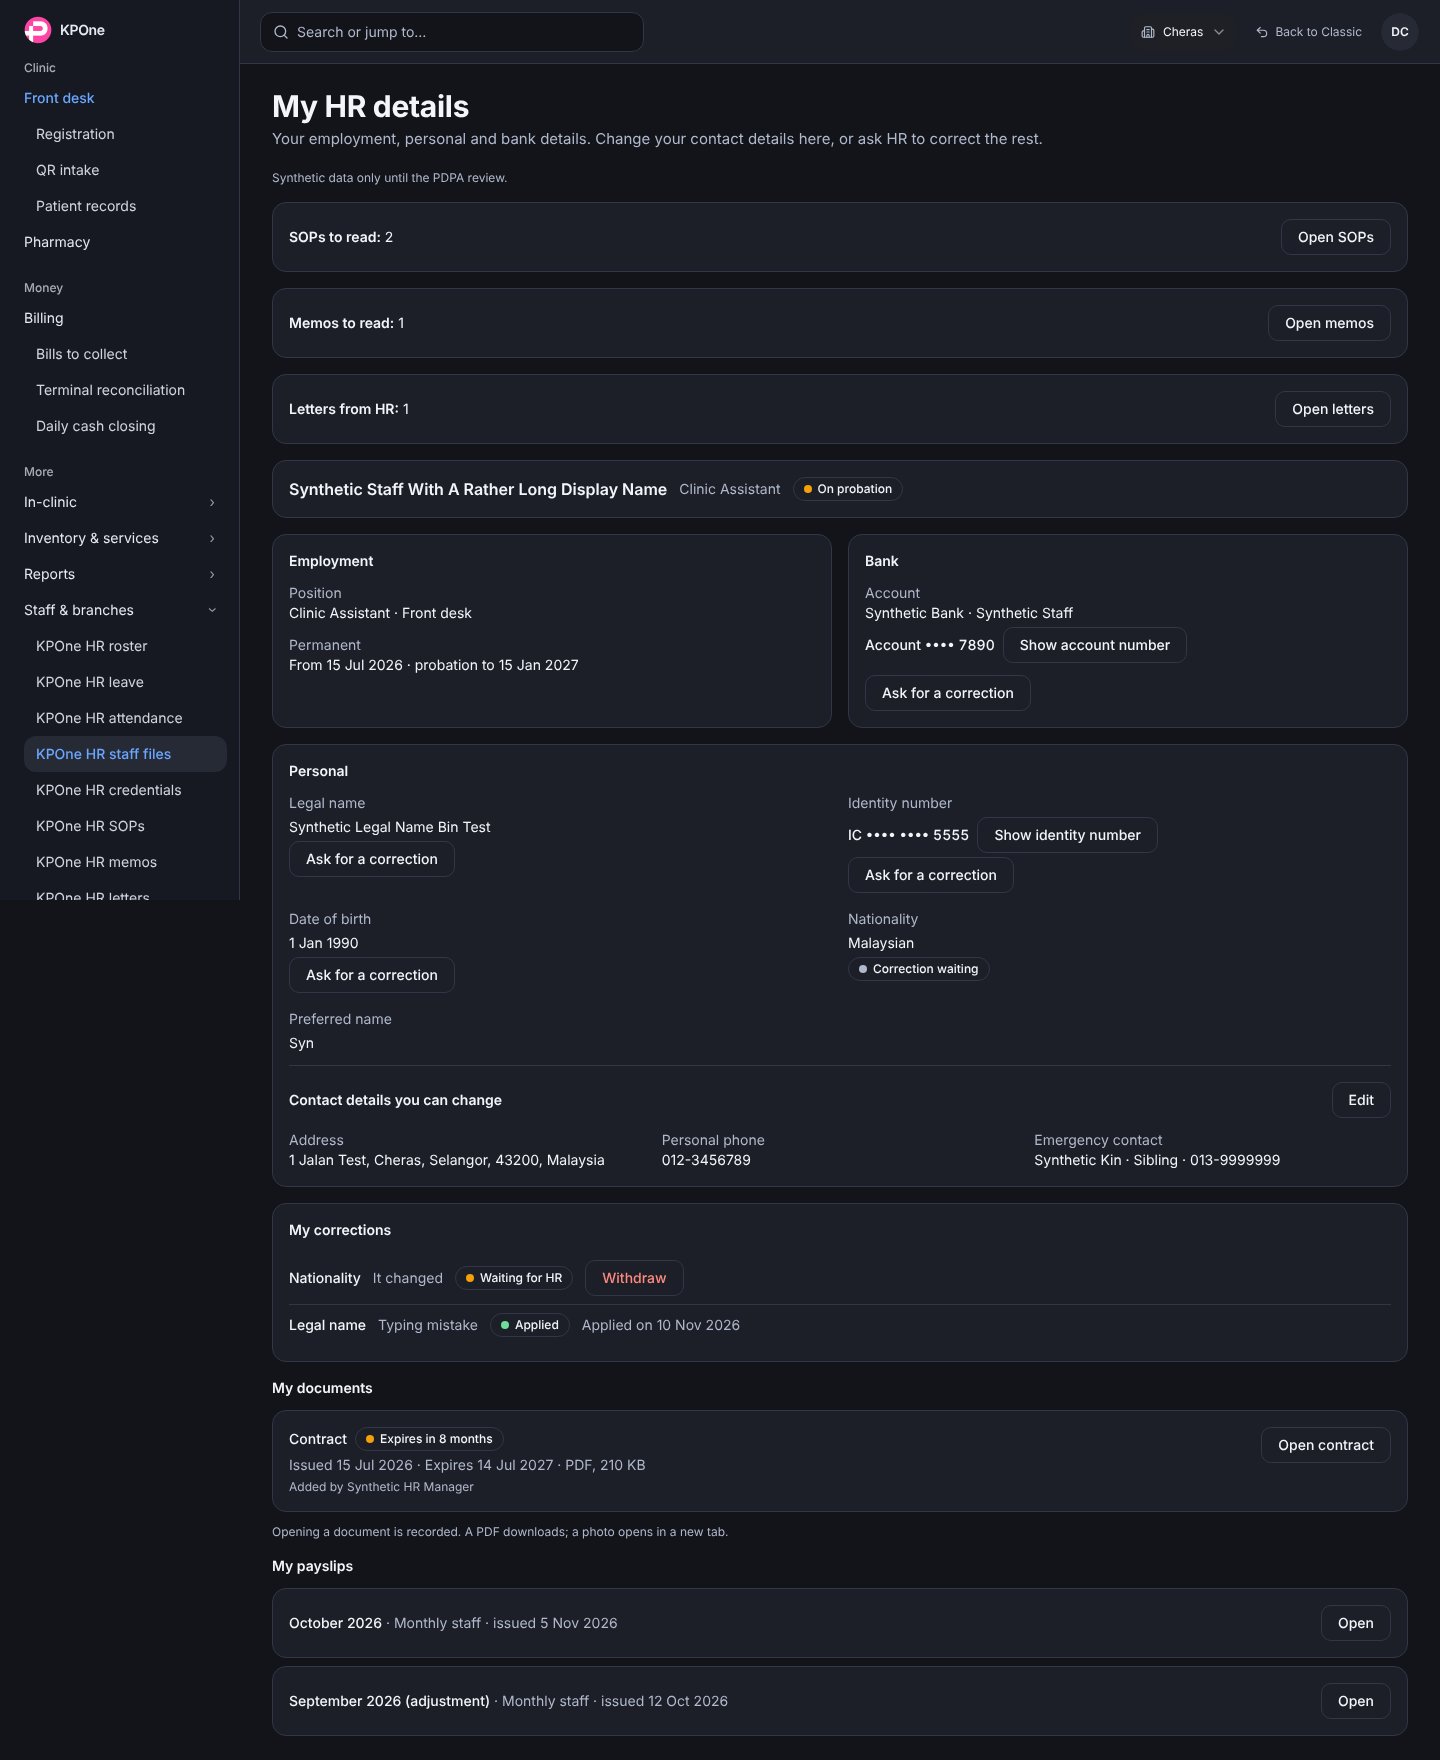 KPOne
Search or jump to...
Cheras
Back to Classic
DC
Clinic
Front desk
Registration
QR intake
Patient records
Pharmacy
Money
Billing
Bills to collect
Terminal reconciliation
Daily cash closing
More
In-clinic
Inventory & services
Reports
Staff & branches
KPOne HR roster
KPOne HR leave
KPOne HR attendance
KPOne HR staff files
KPOne HR credentials
KPOne HR SOPs
KPOne HR memos
KPOne HR letters
My HR details
Your employment, personal and bank details. Change your contact details here, or ask HR to correct the rest.
Synthetic data only until the PDPA review.
SOPs to read: 2
Open SOPs
Memos to read: 1
Open memos
Letters from HR: 1
Open letters
Synthetic Staff With A Rather Long Display Name Clinic Assistant On probation
Employment
Position
Clinic Assistant · Front desk
Permanent
From 15 Jul 2026 · probation to 15 Jan 2027
Bank
Account
Synthetic Bank · Synthetic Staff
Account •••• 7890 Show account number
Ask for a correction
Personal
Legal name
Synthetic Legal Name Bin Test
Ask for a correction
Identity number
IC •••• •••• 5555 Show identity number
Ask for a correction
Date of birth
1 Jan 1990
Ask for a correction
Nationality
Malaysian
Correction waiting
Preferred name
Syn
Contact details you can change
Edit
Address
1 Jalan Test, Cheras, Selangor, 43200, Malaysia
Personal phone
012-3456789
Emergency contact
Synthetic Kin · Sibling · 013-9999999
My corrections
Nationality It changed Waiting for HR Withdraw
Legal name Typing mistake Applied Applied on 10 Nov 2026
My documents
Contract Expires in 8 months
Issued 15 Jul 2026 · Expires 14 Jul 2027 · PDF, 210 KB
Added by Synthetic HR Manager
Open contract
Opening a document is recorded. A PDF downloads; a photo opens in a new tab.
My payslips
October 2026 · Monthly staff · issued 5 Nov 2026
Open
September 2026 (adjustment) · Monthly staff · issued 12 Oct 2026
Open